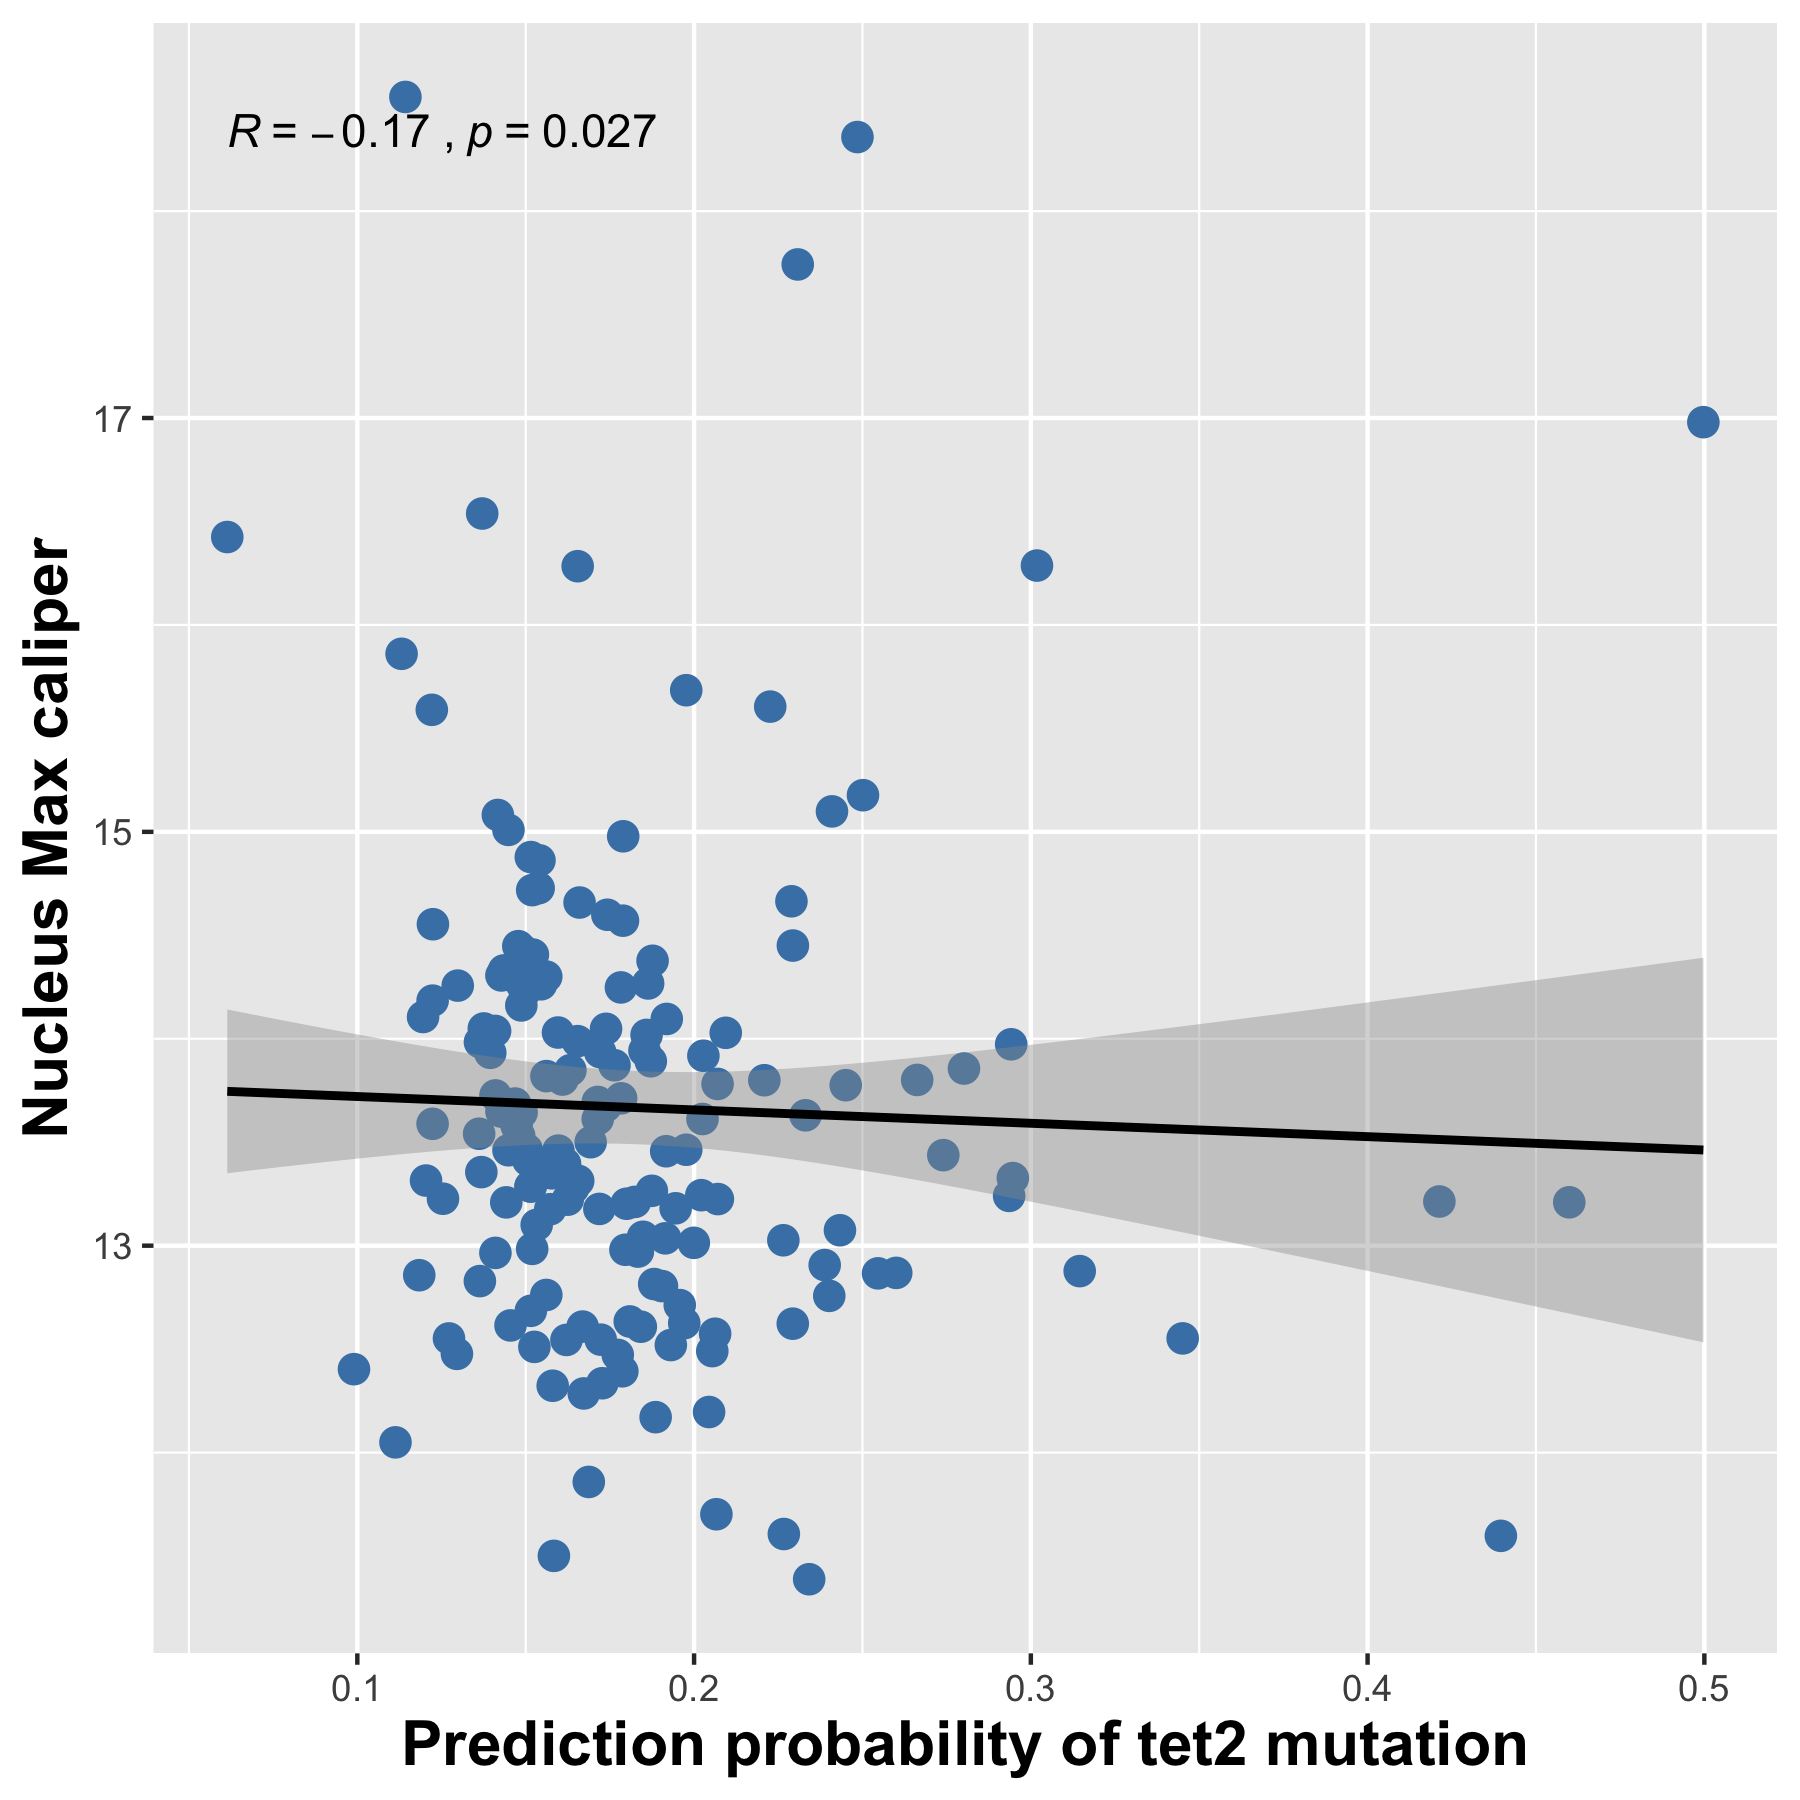 R = −0.17 , p = 0.027
17
15
13
Nucleus Max caliper
0.1 0.2 0.3 0.4 0.5
Prediction probability of tet2 mutation